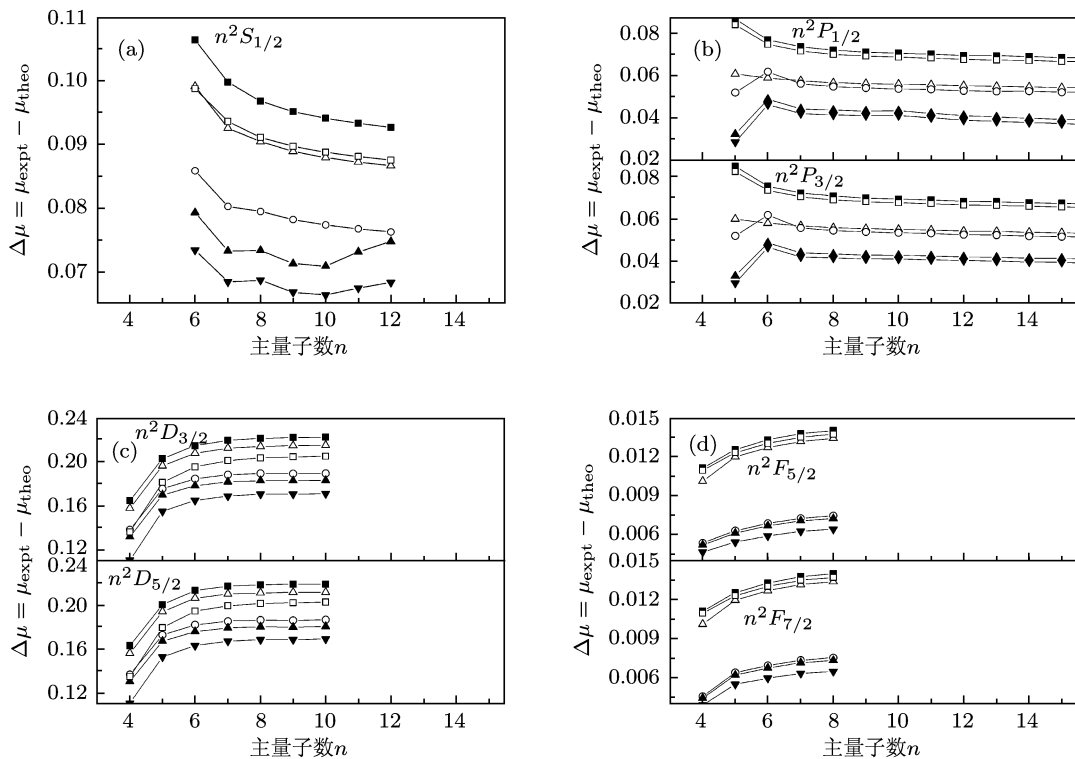 0.11
0.10
0.09
0.08
0.07
(a)
n²S₁/₂
Δμ = μexpt − μtheo
4 6 8 10 12 14
主量子数n
0.08
0.06
0.04
0.02
(b)
n²P₁/₂
0.08
0.06
0.04
0.02
n²P₃/₂
Δμ = μexpt − μtheo
4 6 8 10 12 14
主量子数n
0.24
0.20
0.16
0.12
(c)
n²D₃/₂
0.24
0.20
0.16
0.12
n²D₅/₂
Δμ = μexpt − μtheo
4 6 8 10 12 14
主量子数n
0.015
0.012
0.009
0.006
(d)
n²F₅/₂
0.015
0.012
0.009
0.006
n²F₇/₂
Δμ = μexpt − μtheo
4 6 8 10 12 14
主量子数n